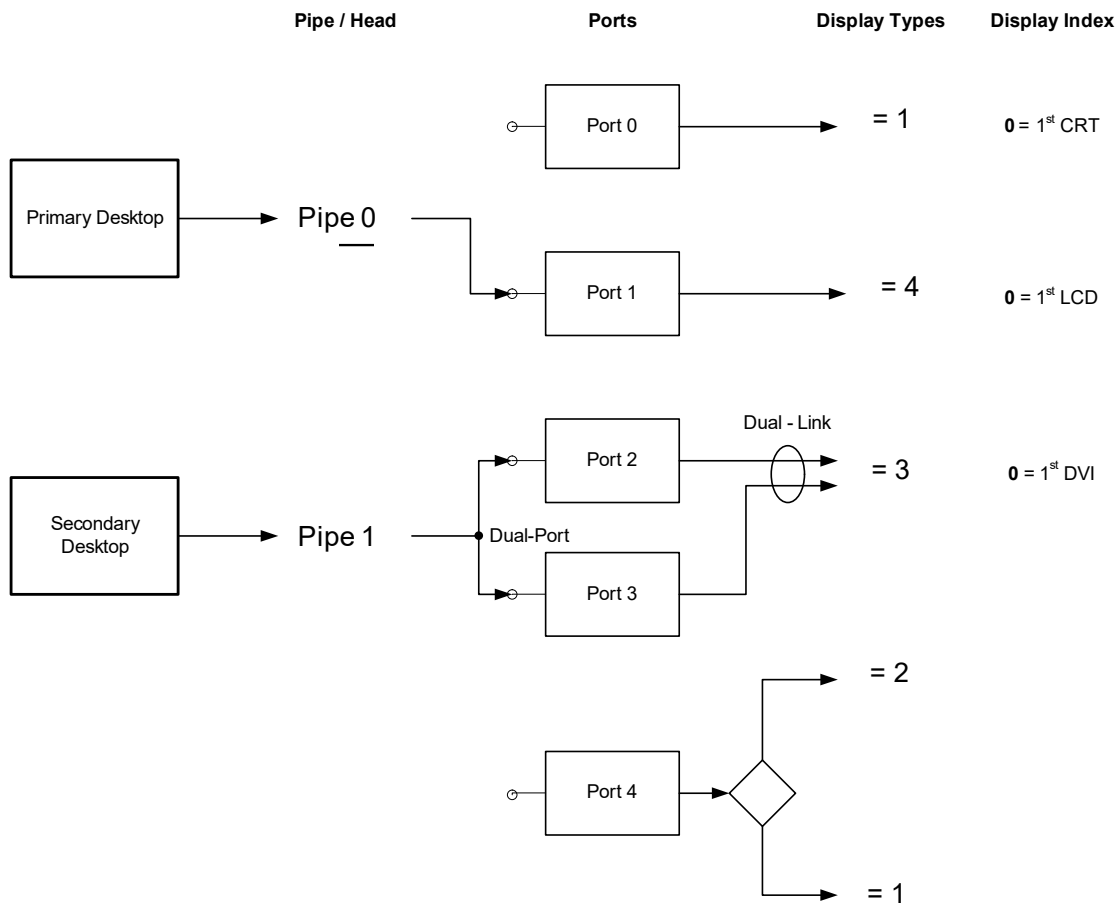 Pipe / Head
Ports
Display Types
Display Index
Port 0
= 1
0 = 1st CRT
Primary Desktop
Pipe 0
Port 1
= 4
0 = 1st LCD
Dual - Link
Port 2
= 3
0 = 1st DVI
Secondary
Desktop
Pipe 1
Dual-Port
Port 3
= 2
Port 4
= 1